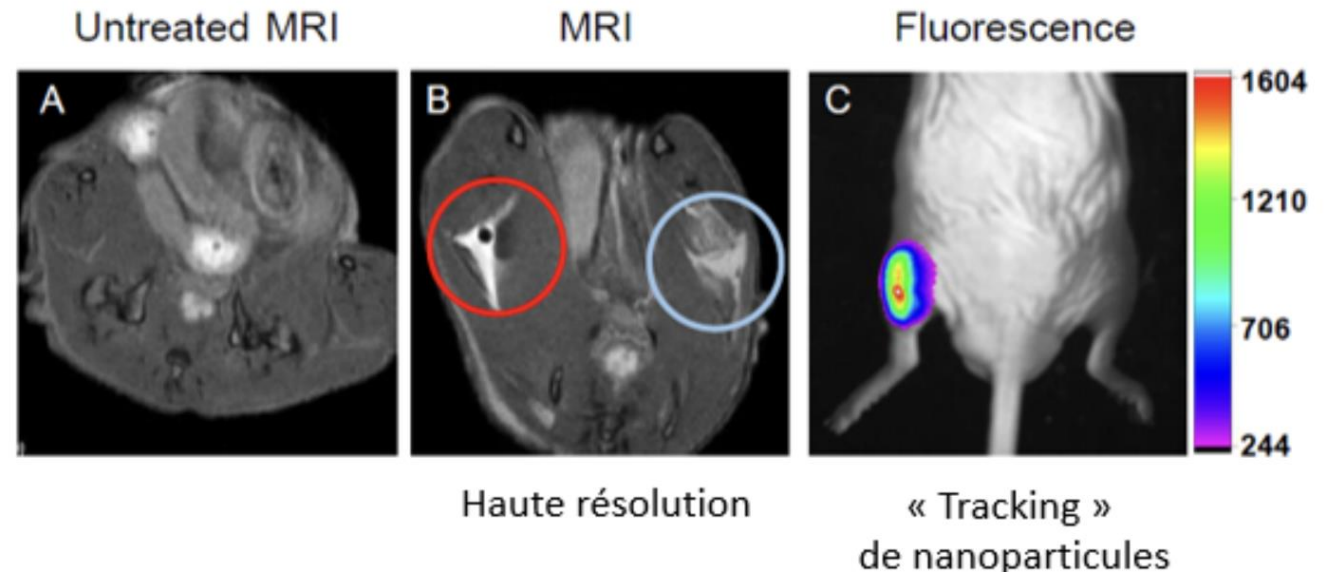 Untreated MRI
MRI
Fluorescence
A
B
C
1604
1210
706
244
Haute résolution
« Tracking »
de nanoparticules